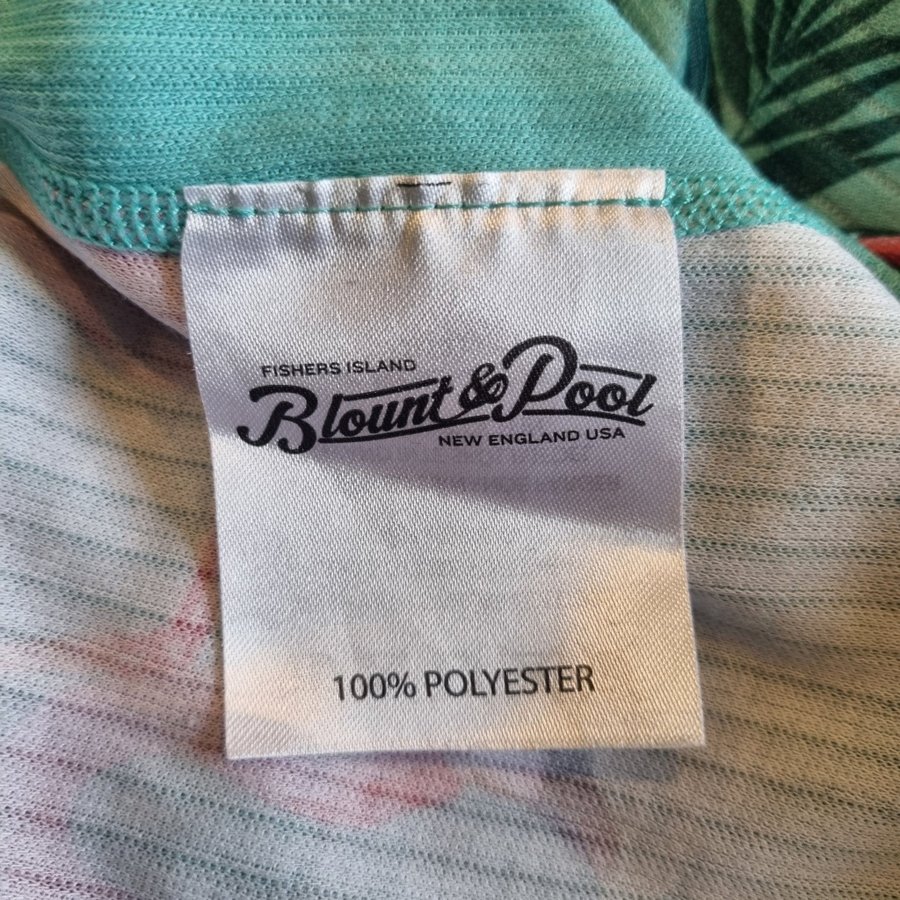 FISHERS ISLAND
Blount & Pool
NEW ENGLAND USA
100% POLYESTER